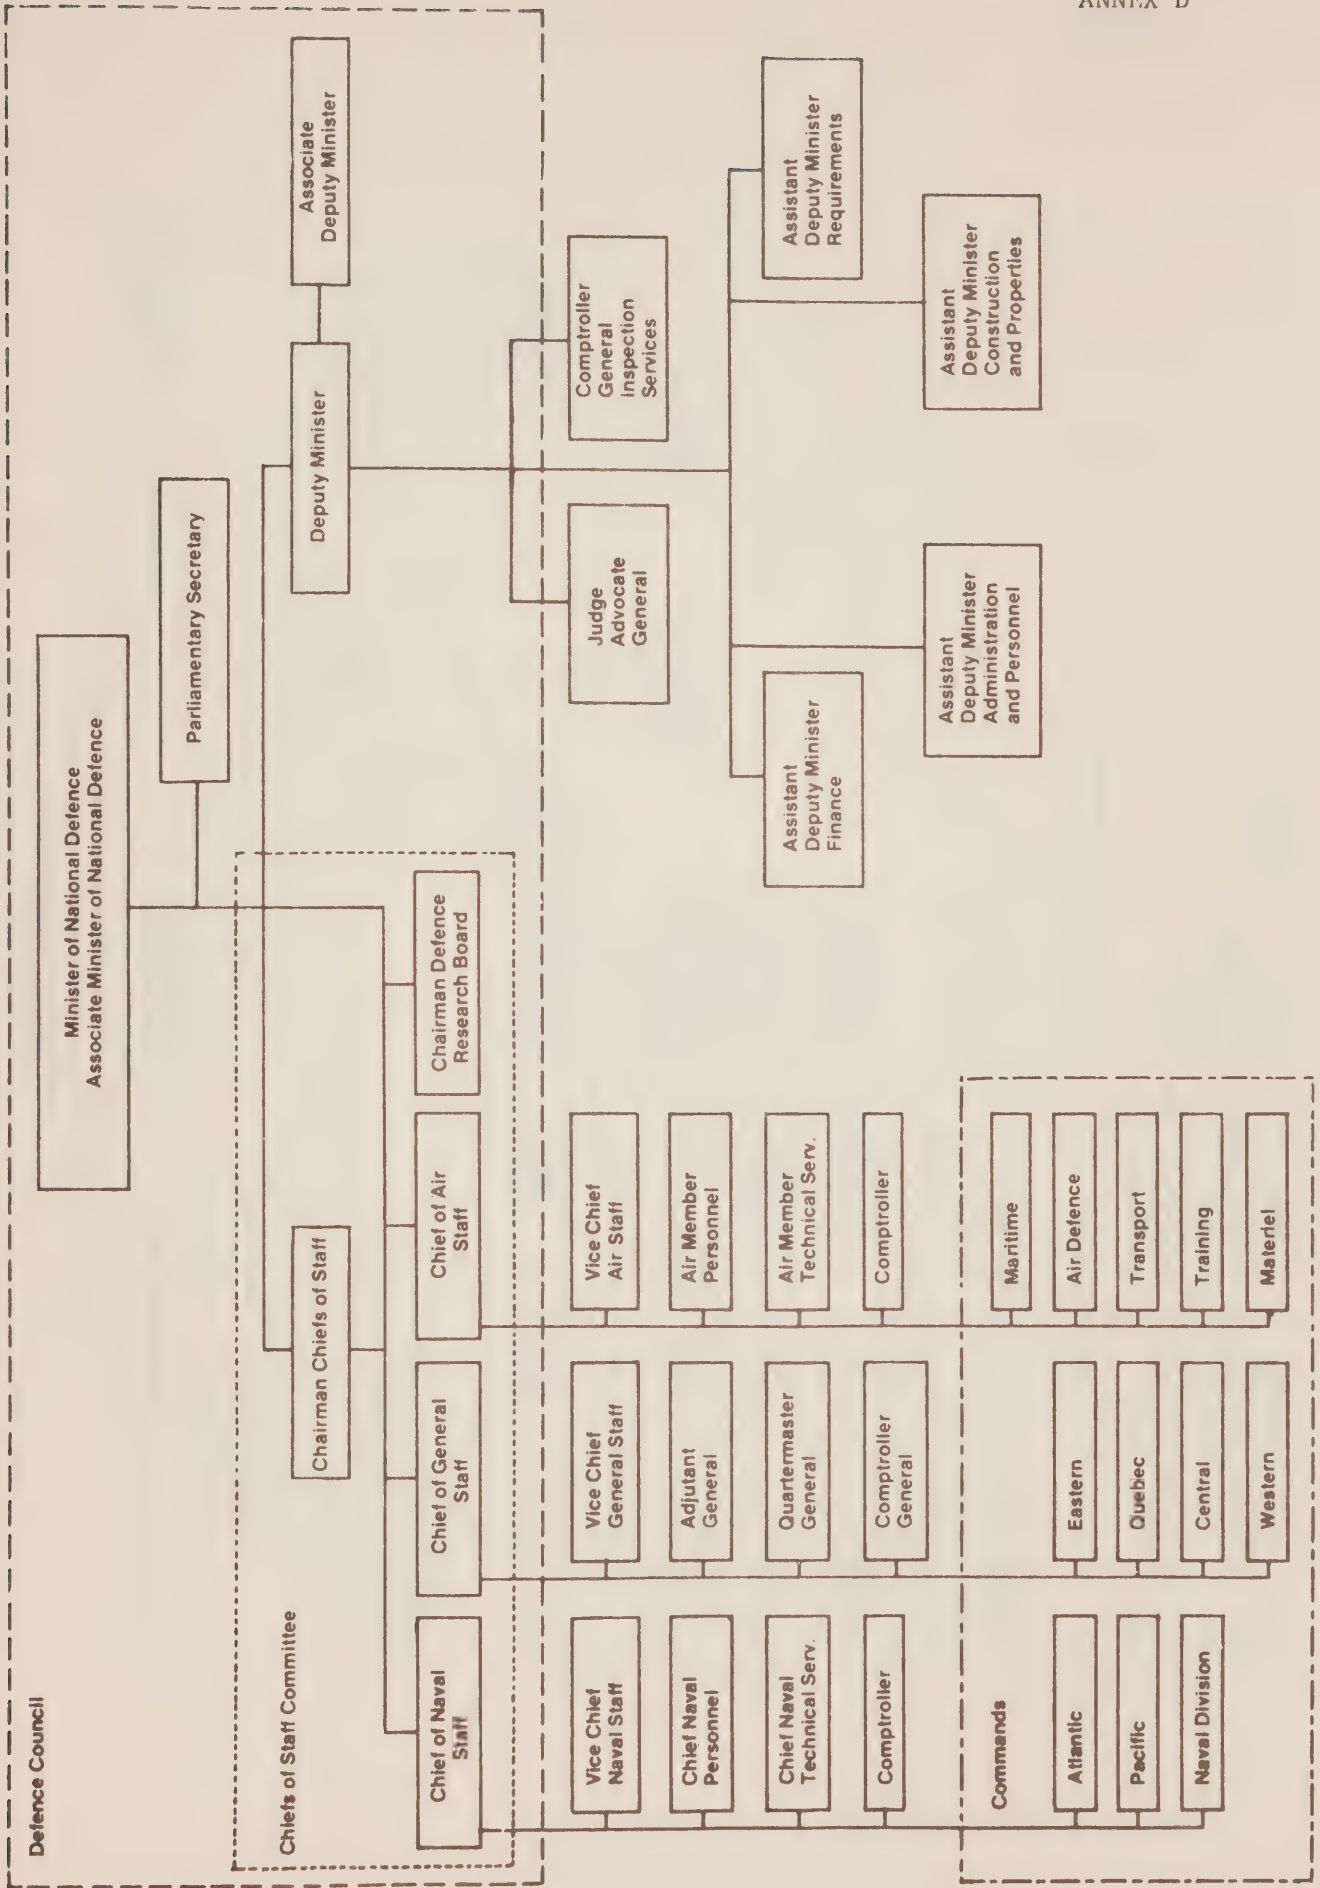 ANNEX D
Defence Council
Minister of National Defence
Associate Minister of National Defence
Parliamentary Secretary
Chiefs of Staff Committee
Chairman Chiefs of Staff
Deputy Minister
Associate
Deputy Minister
Chief of Naval
Staff
Chief of General
Staff
Chief of Air
Staff
Chairman Defence
Research Board
Vice Chief
Naval Staff
Chief Naval
Personnel
Chief Naval
Technical Serv.
Comptroller
Vice Chief
General Staff
Adjutant
General
Quartermaster
General
Comptroller
General
Vice Chief
Air Staff
Air Member
Personnel
Air Member
Technical Serv.
Comptroller
Judge
Advocate
General
Comptroller
General
Inspection
Services
Assistant
Deputy Minister
Finance
Assistant
Deputy Minister
Administration
and Personnel
Assistant
Deputy Minister
Construction
and Properties
Assistant
Deputy Minister
Requirements
Commands
Atlantic
Pacific
Naval Division
Eastern
Quebec
Central
Western
Maritime
Air Defence
Transport
Training
Materiel